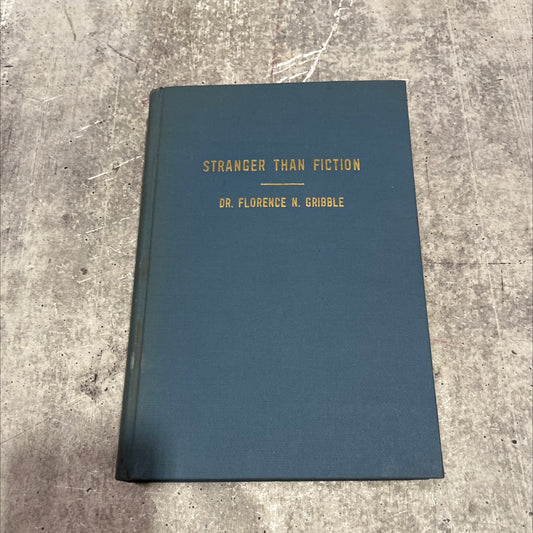 STRANGER THAN FICTION
DR. FLORENCE N. GRIBBLE